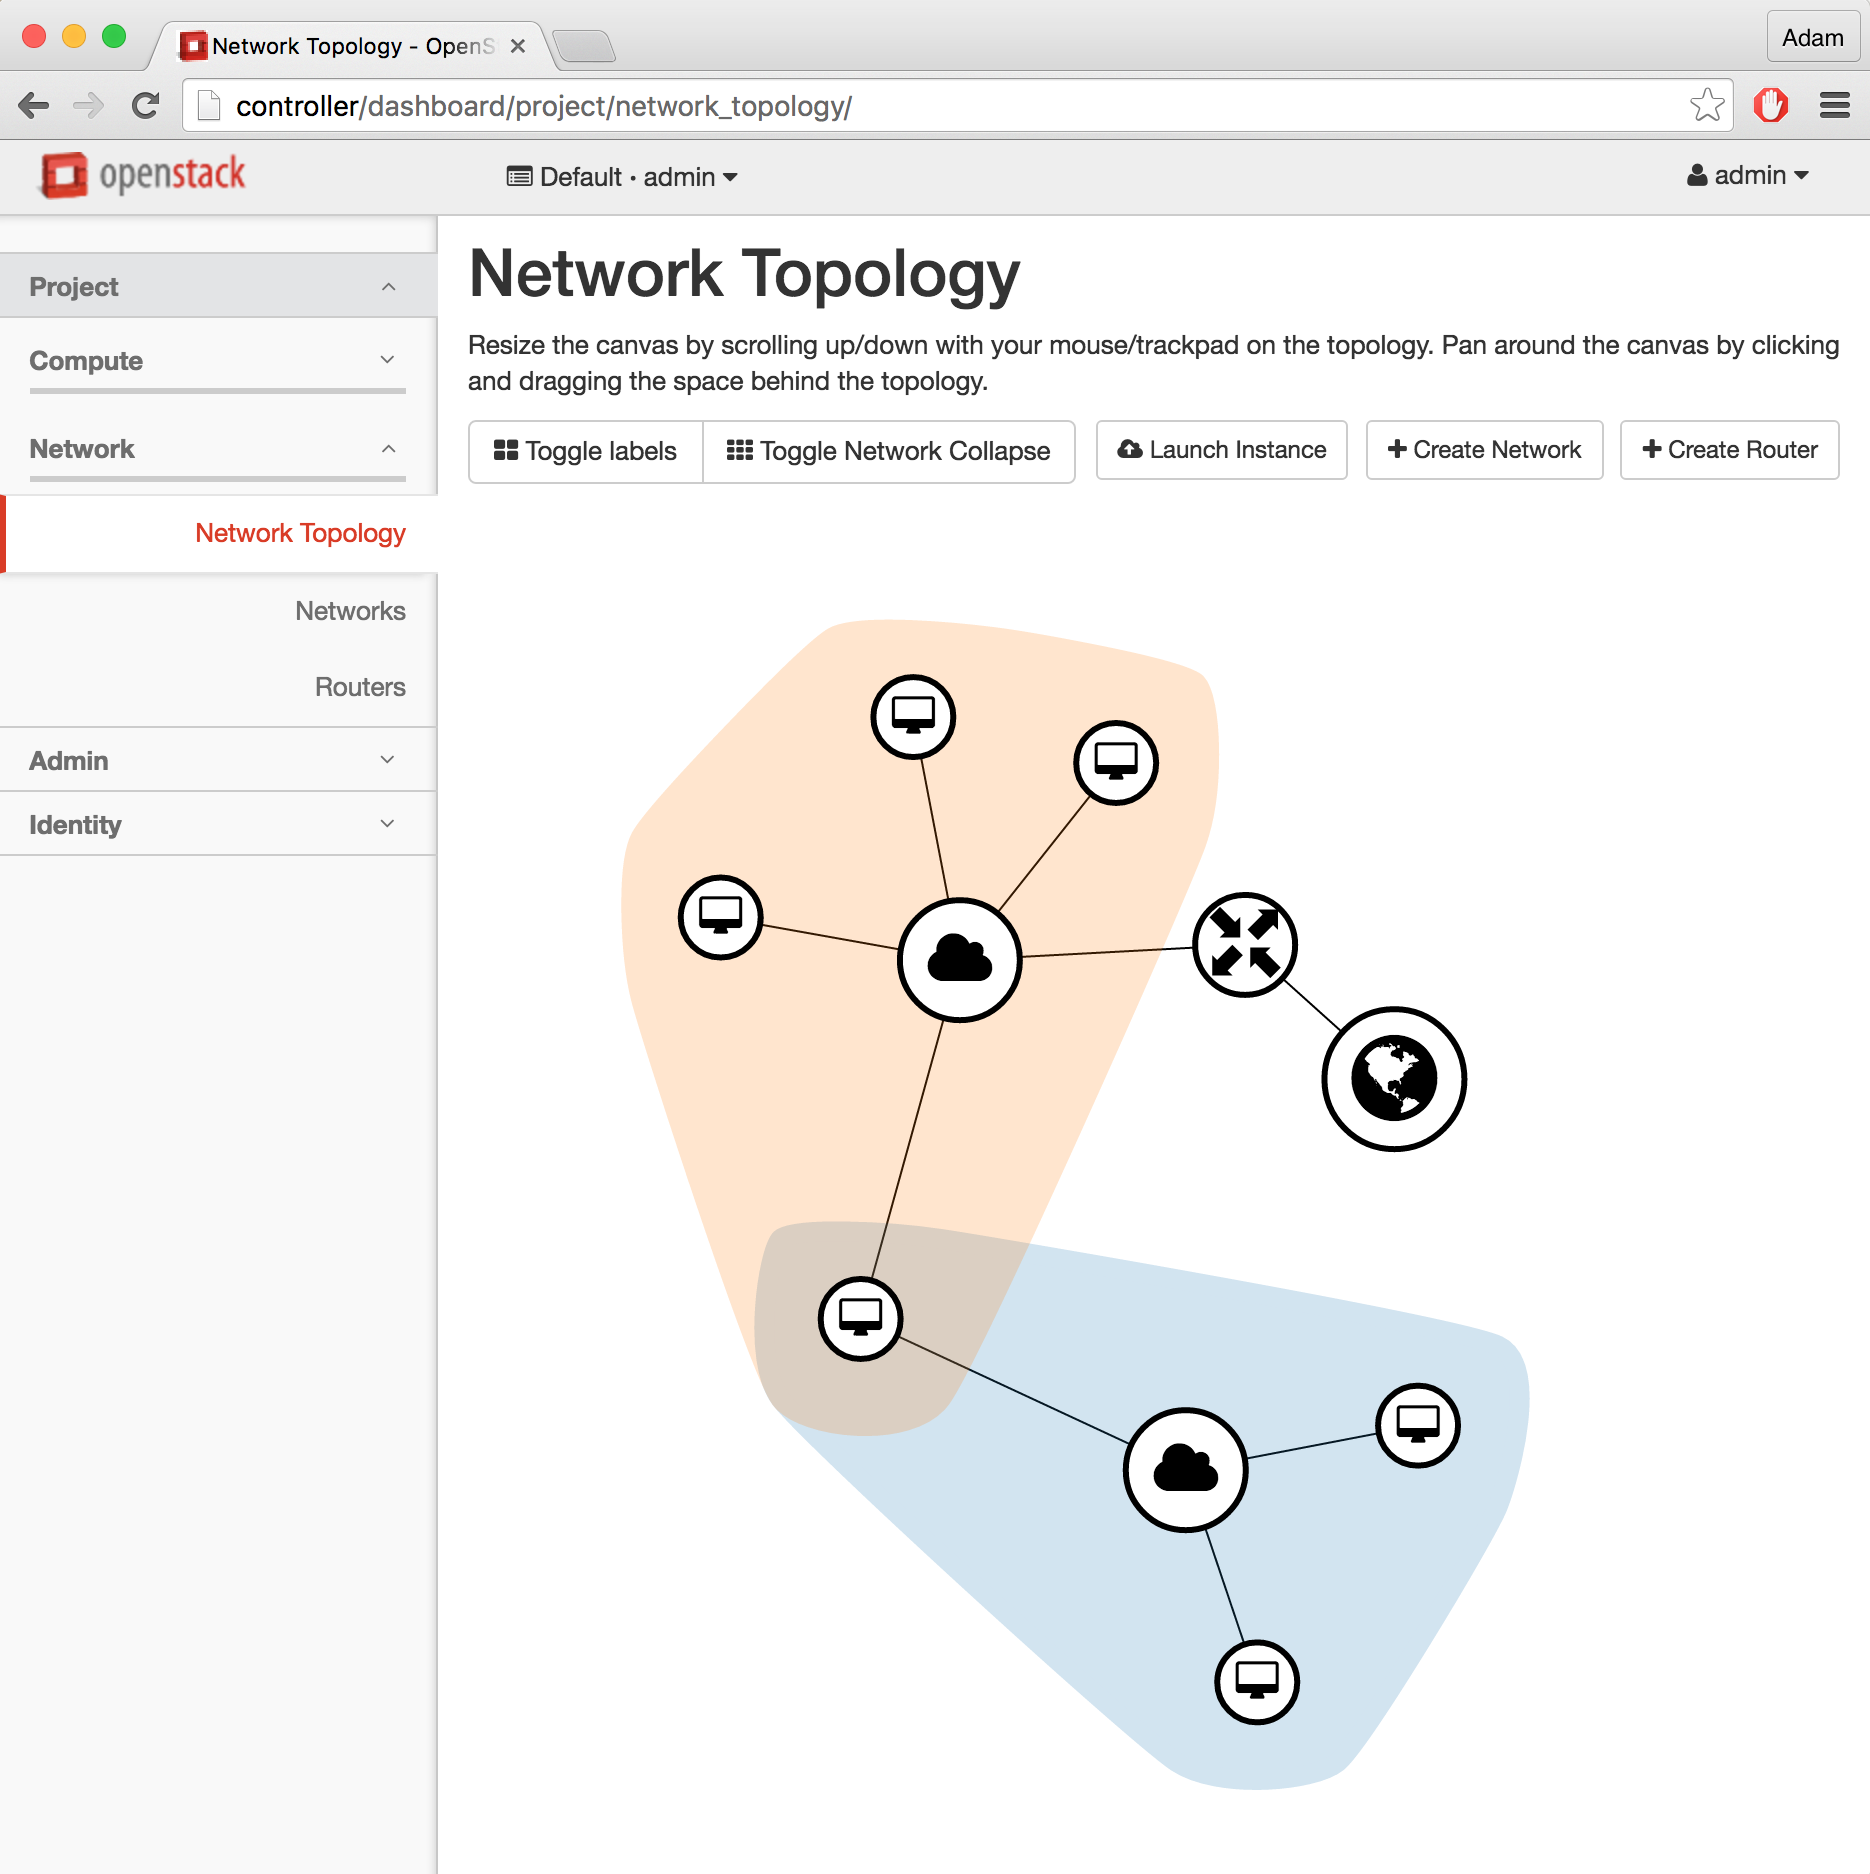 Network Topology - OpenS
Adam
controller/dashboard/project/network_topology/
openstack
Default • admin
admin
Project
Compute
Network
Network Topology
Networks
Routers
Admin
Identity
Network Topology
Resize the canvas by scrolling up/down with your mouse/trackpad on the topology. Pan around the canvas by clicking
and dragging the space behind the topology.
Toggle labels
Toggle Network Collapse
Launch Instance
Create Network
Create Router